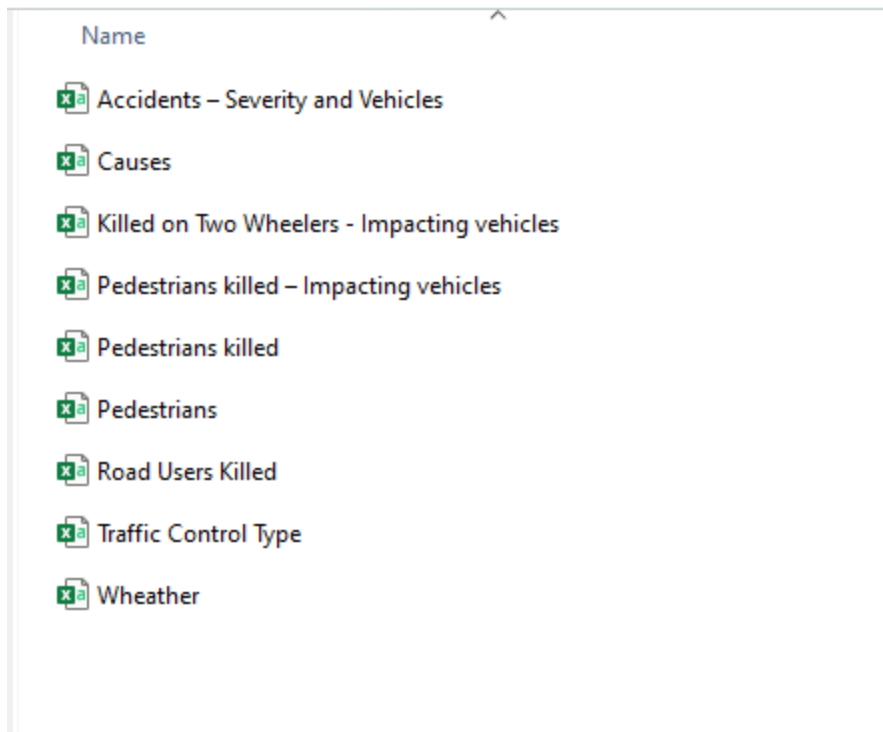 Name
Accidents – Severity and Vehicles
Causes
Killed on Two Wheelers - Impacting vehicles
Pedestrians killed – Impacting vehicles
Pedestrians killed
Pedestrians
Road Users Killed
Traffic Control Type
Wheather